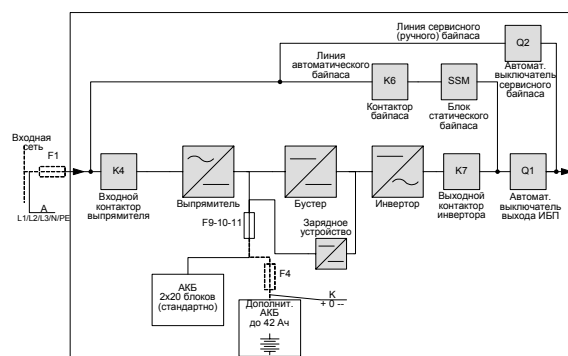 Линия сервисного
(ручного) байпаса
Q2
Автомат.
выключатель
сервисного
байпаса
Линия
автоматического
байпаса
K6
SSM
Контактор
байпаса
Блок
статического
байпаса
Входная
сеть
F1
A
L1/L2/L3/N/PE
K4
Входной
контактор
выпрямителя
Выпрямитель
Бустер
Инвертор
K7
Выходной
контактор
инвертора
Q1
Автомат.
выключатель
выхода ИБП
F9-10-11
Зарядное
устройство
F4
АКБ
2x20 блоков
(стандартно)
K
+ 0 --
Дополнит.
АКБ
до 42 Ач